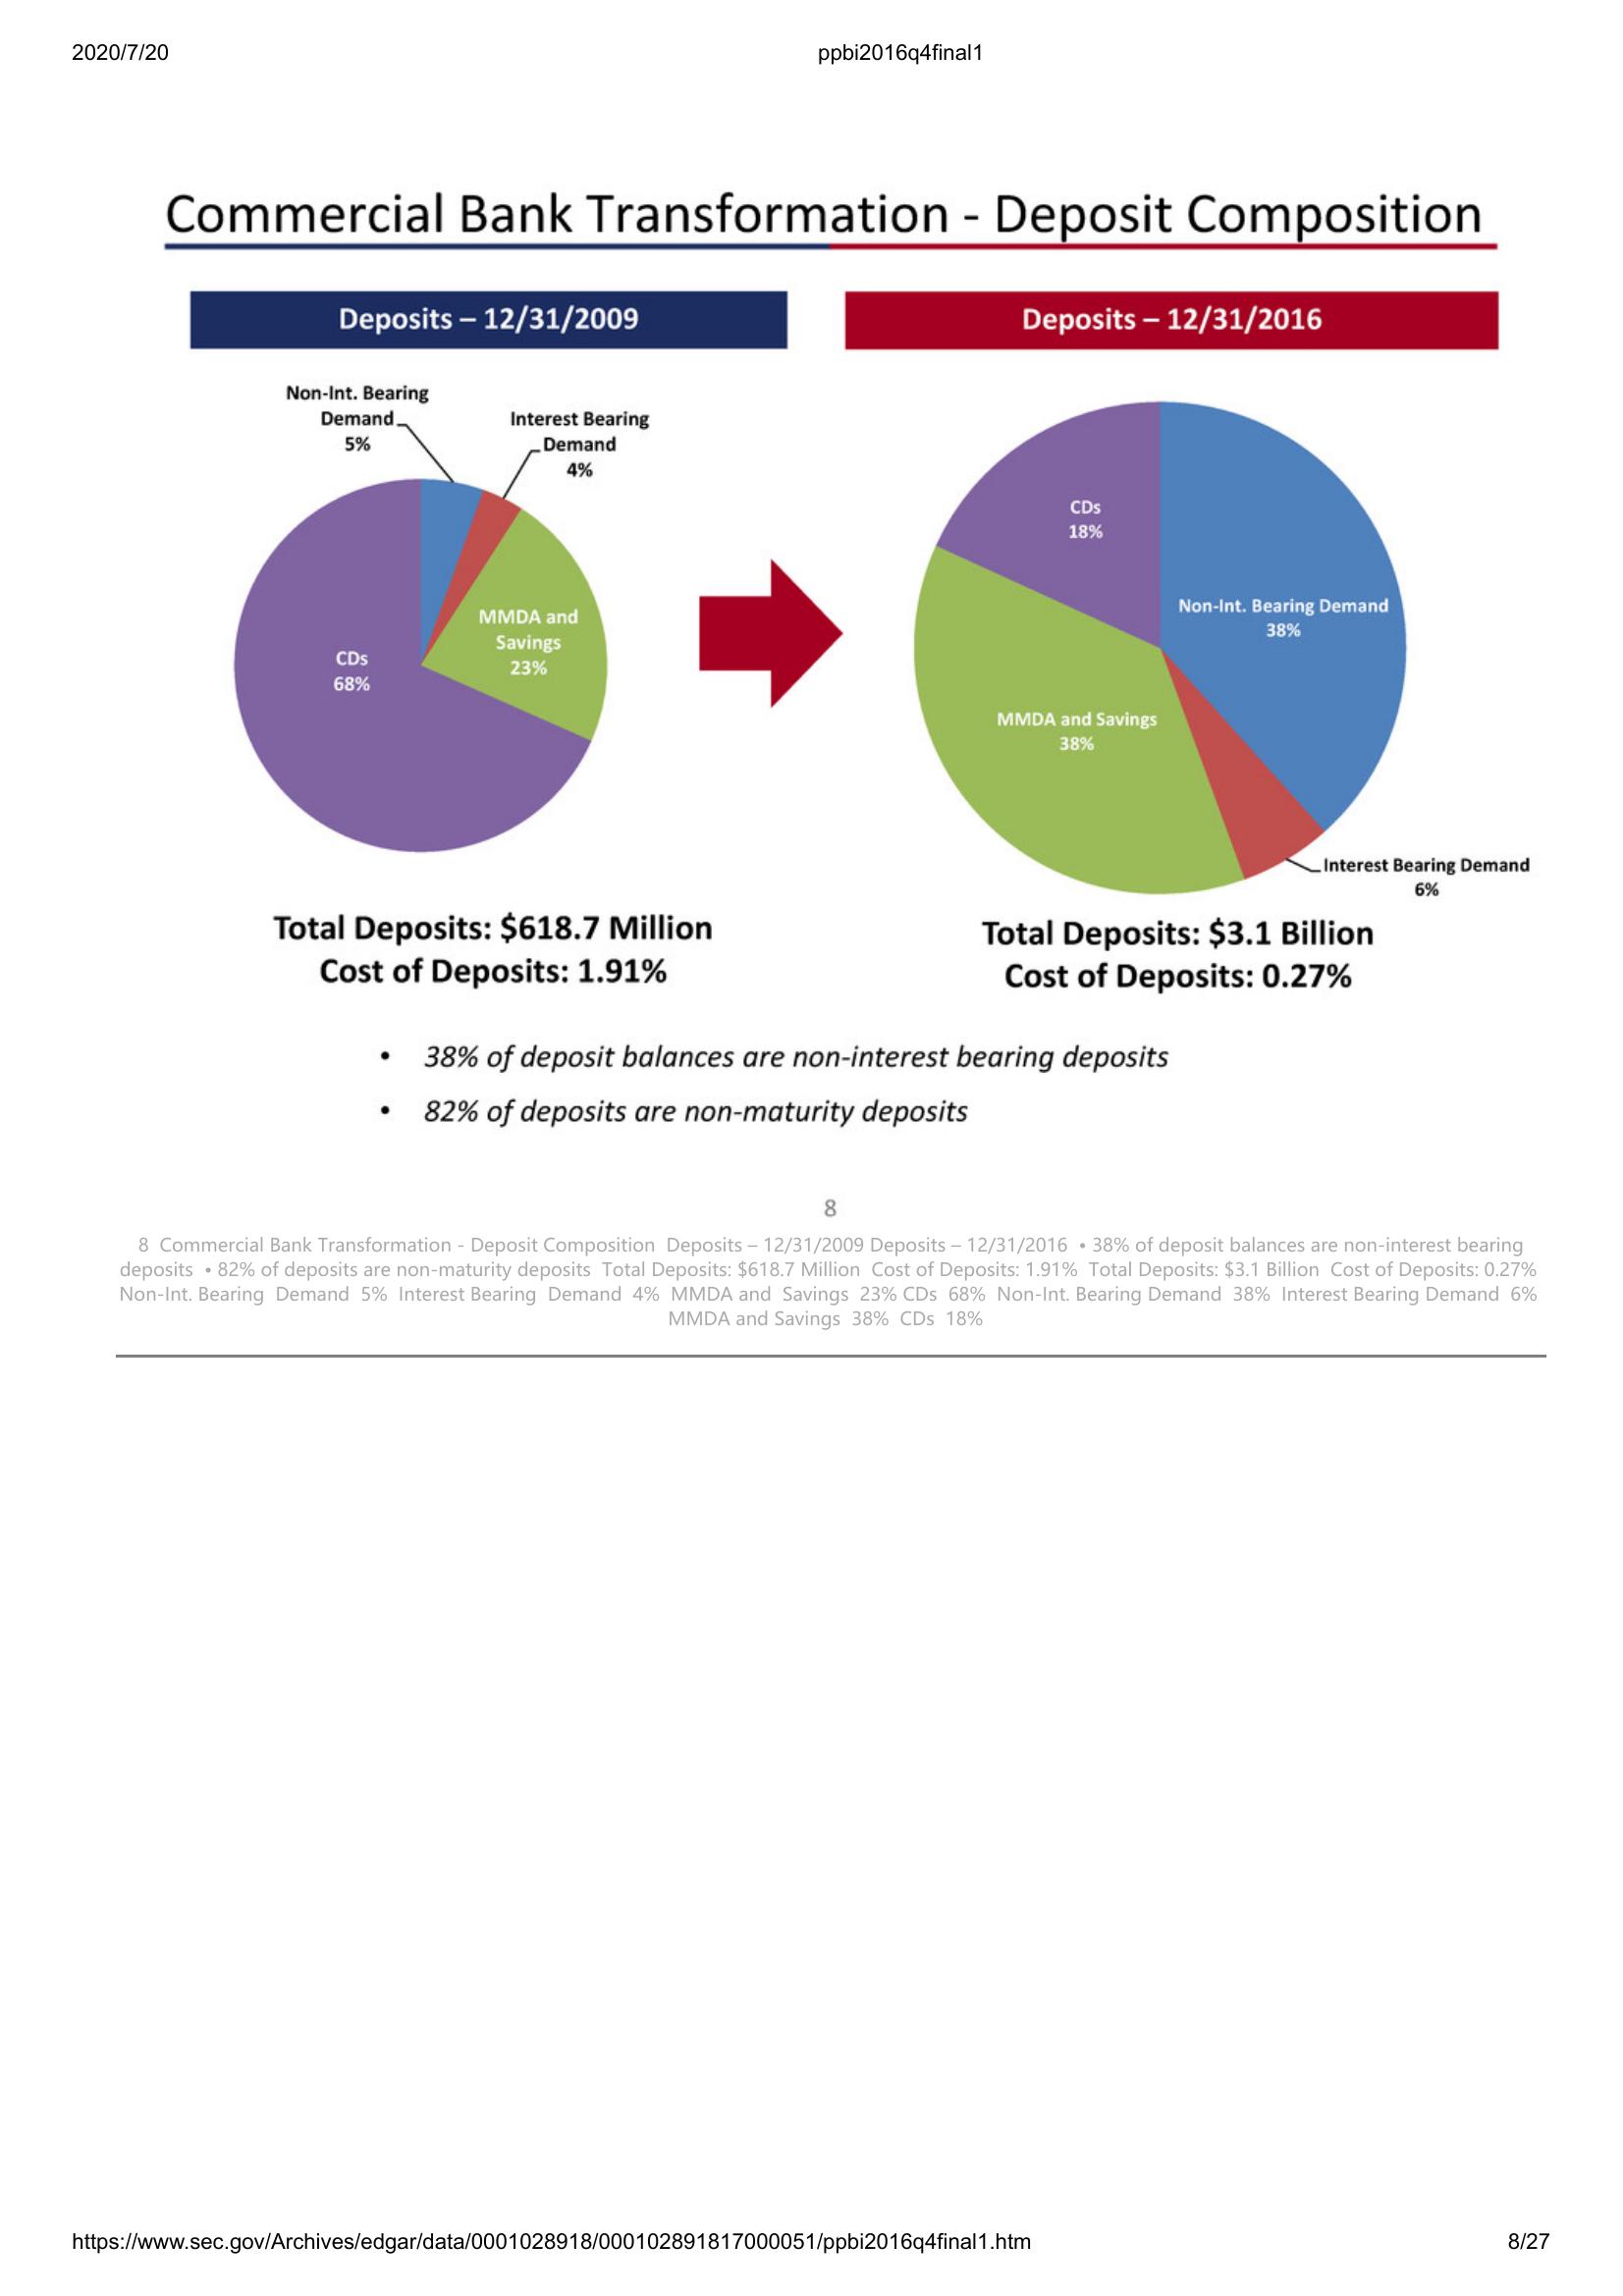 2020/7/20
ppbi2016q4final1
Commercial Bank Transformation - Deposit Composition
Deposits – 12/31/2009
Deposits – 12/31/2016
Non-Int. Bearing
Demand
5%
Interest Bearing
Demand
4%
MMDA and
Savings
23%
CDs
68%
CDs
18%
Non-Int. Bearing Demand
38%
MMDA and Savings
38%
Interest Bearing Demand
6%
Total Deposits: $618.7 Million
Cost of Deposits: 1.91%
Total Deposits: $3.1 Billion
Cost of Deposits: 0.27%
• 38% of deposit balances are non-interest bearing deposits
• 82% of deposits are non-maturity deposits
8
8 Commercial Bank Transformation - Deposit Composition Deposits – 12/31/2009 Deposits – 12/31/2016 • 38% of deposit balances are non-interest bearing
deposits • 82% of deposits are non-maturity deposits Total Deposits: $618.7 Million Cost of Deposits: 1.91% Total Deposits: $3.1 Billion Cost of Deposits: 0.27%
Non-Int. Bearing Demand 5% Interest Bearing Demand 4% MMDA and Savings 23% CDs 68% Non-Int. Bearing Demand 38% Interest Bearing Demand 6%
MMDA and Savings 38% CDs 18%
https://www.sec.gov/Archives/edgar/data/0001028918/000102891817000051/ppbi2016q4final1.htm
8/27